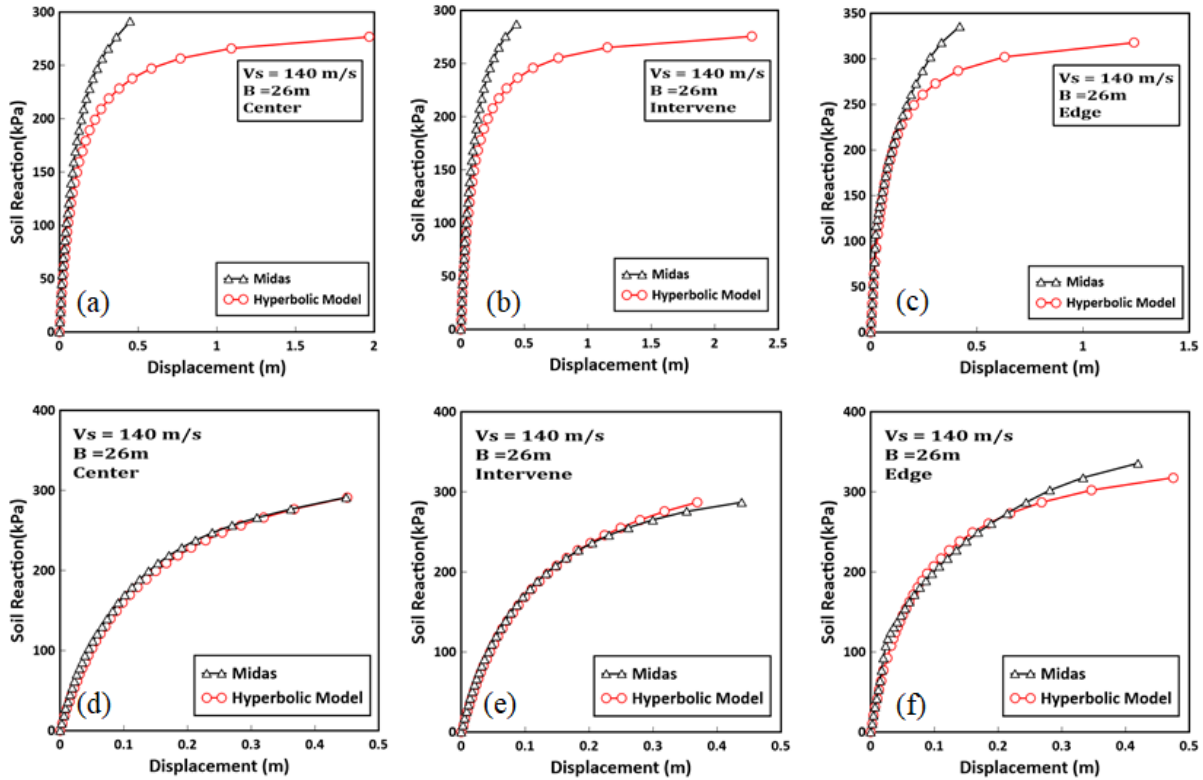 300
250
200
150
100
50
0
Soil Reaction(kPa)
Vs = 140 m/s
B =26m
Center
Midas
Hyperbolic Model
(a)
0 0.5 1 1.5 2
Displacement (m)
300
250
200
150
100
50
0
Soil Reaction(kPa)
Vs = 140 m/s
B =26m
Intervene
Midas
Hyperbolic Model
(b)
0 0.5 1 1.5 2 2.5
Displacement (m)
350
300
250
200
150
100
50
0
Soil Reaction(kPa)
Vs = 140 m/s
B =26m
Edge
Midas
Hyperbolic Model
(c)
0 0.5 1 1.5
Displacement (m)
400
300
200
100
0
Soil Reaction(kPa)
Vs = 140 m/s
B =26m
Center
Midas
Hyperbolic Model
(d)
0 0.1 0.2 0.3 0.4 0.5
Displacement (m)
400
300
200
100
0
Soil Reaction(kPa)
Vs = 140 m/s
B =26m
Intervene
Midas
Hyperbolic Model
(e)
0 0.1 0.2 0.3 0.4 0.5
Displacement (m)
400
300
200
100
0
Soil Reaction(kPa)
Vs = 140 m/s
B =26m
Edge
Midas
Hyperbolic Model
(f)
0 0.1 0.2 0.3 0.4 0.5
Displacement (m)